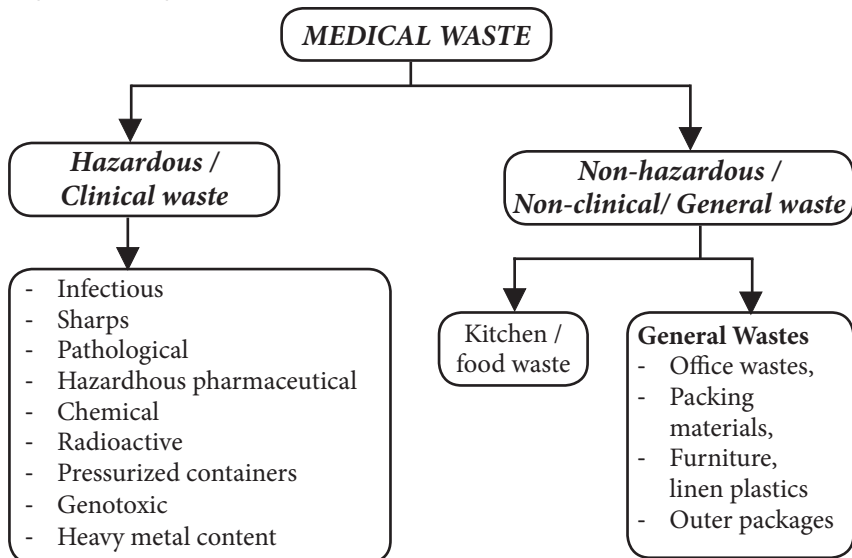 MEDICAL WASTE
Hazardous /
Clinical waste
Non-hazardous /
Non-clinical/ General waste
- Infectious
- Sharps
- Pathological
- Hazardhous pharmaceutical
- Chemical
- Radioactive
- Pressurized containers
- Genotoxic
- Heavy metal content
Kitchen /
food waste
General Wastes
- Office wastes,
- Packing
materials,
- Furniture,
linen plastics
- Outer packages